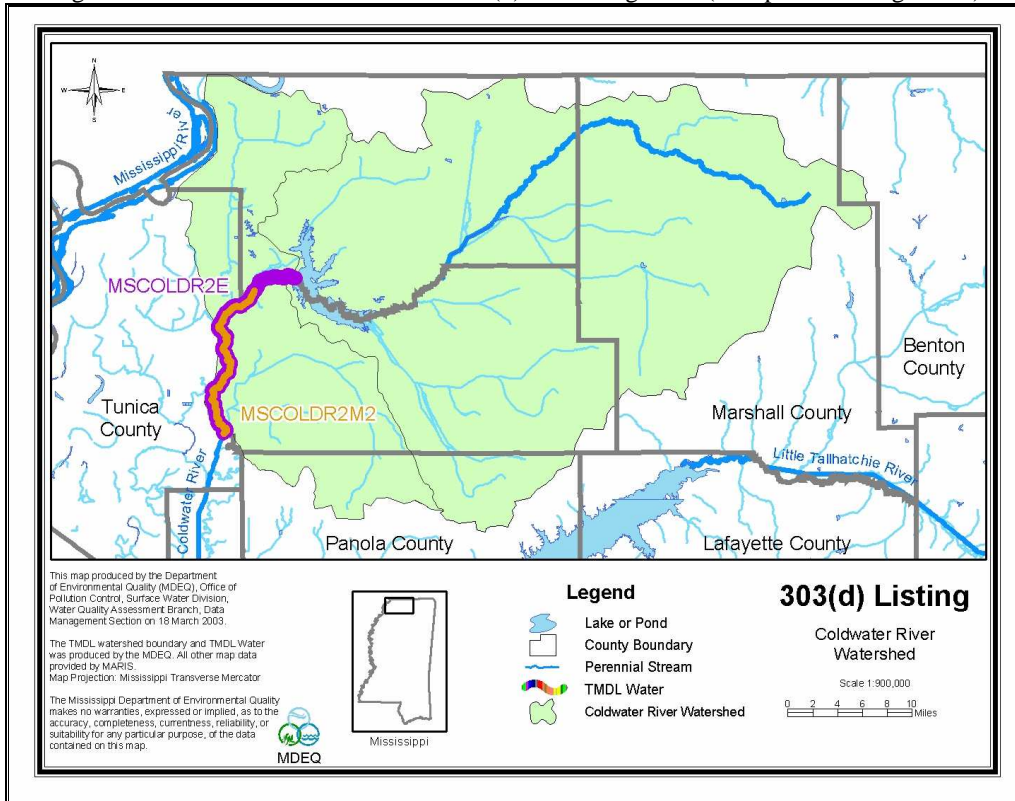 N
W E
S
Mississippi River
MSCOLDR2E
MSCOLDR2M2
Tunica
County
Coldwater River
Benton
County
Marshall County
Little Tallhatchie River
Panola County
Lafayette County
This map produced by the Department
of Environmental Quality (MDEQ), Office of
Pollution Control, Surface Water Division,
Water Quality Assessment Branch, Data
Management Section on 18 March 2003.
The TMDL watershed boundary and TMDL Water
was produced by the MDEQ. All other map data
provided by MARIS.
Map Projection: Mississippi Transverse Mercator
The Mississippi Department of Environmental Quality
makes no warranties, expressed or implied, as to the
accuracy, completeness, currentness, reliability, or
suitability for any particular purpose, of the data
contained on this map.
MDEQ
Mississippi
Legend
Lake or Pond
County Boundary
Perennial Stream
TMDL Water
Coldwater River Watershed
303(d) Listing
Coldwater River
Watershed
Scale 1:900,000
0 2 4 6 8 10
Miles